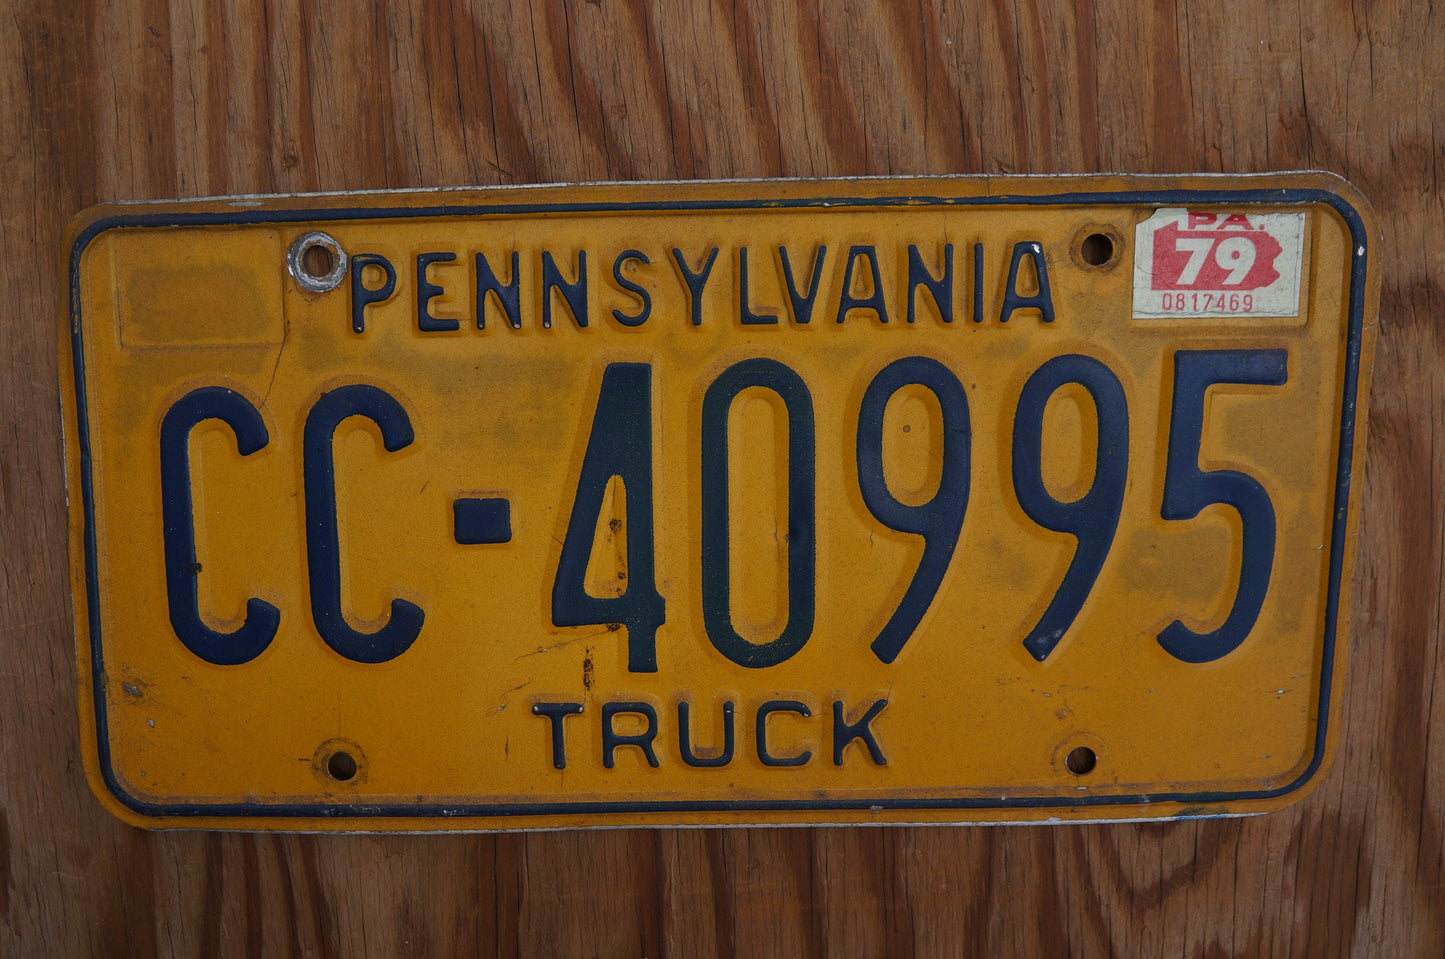 PENNSYLVANIA
PA.
79
0817469
CC-40995
TRUCK